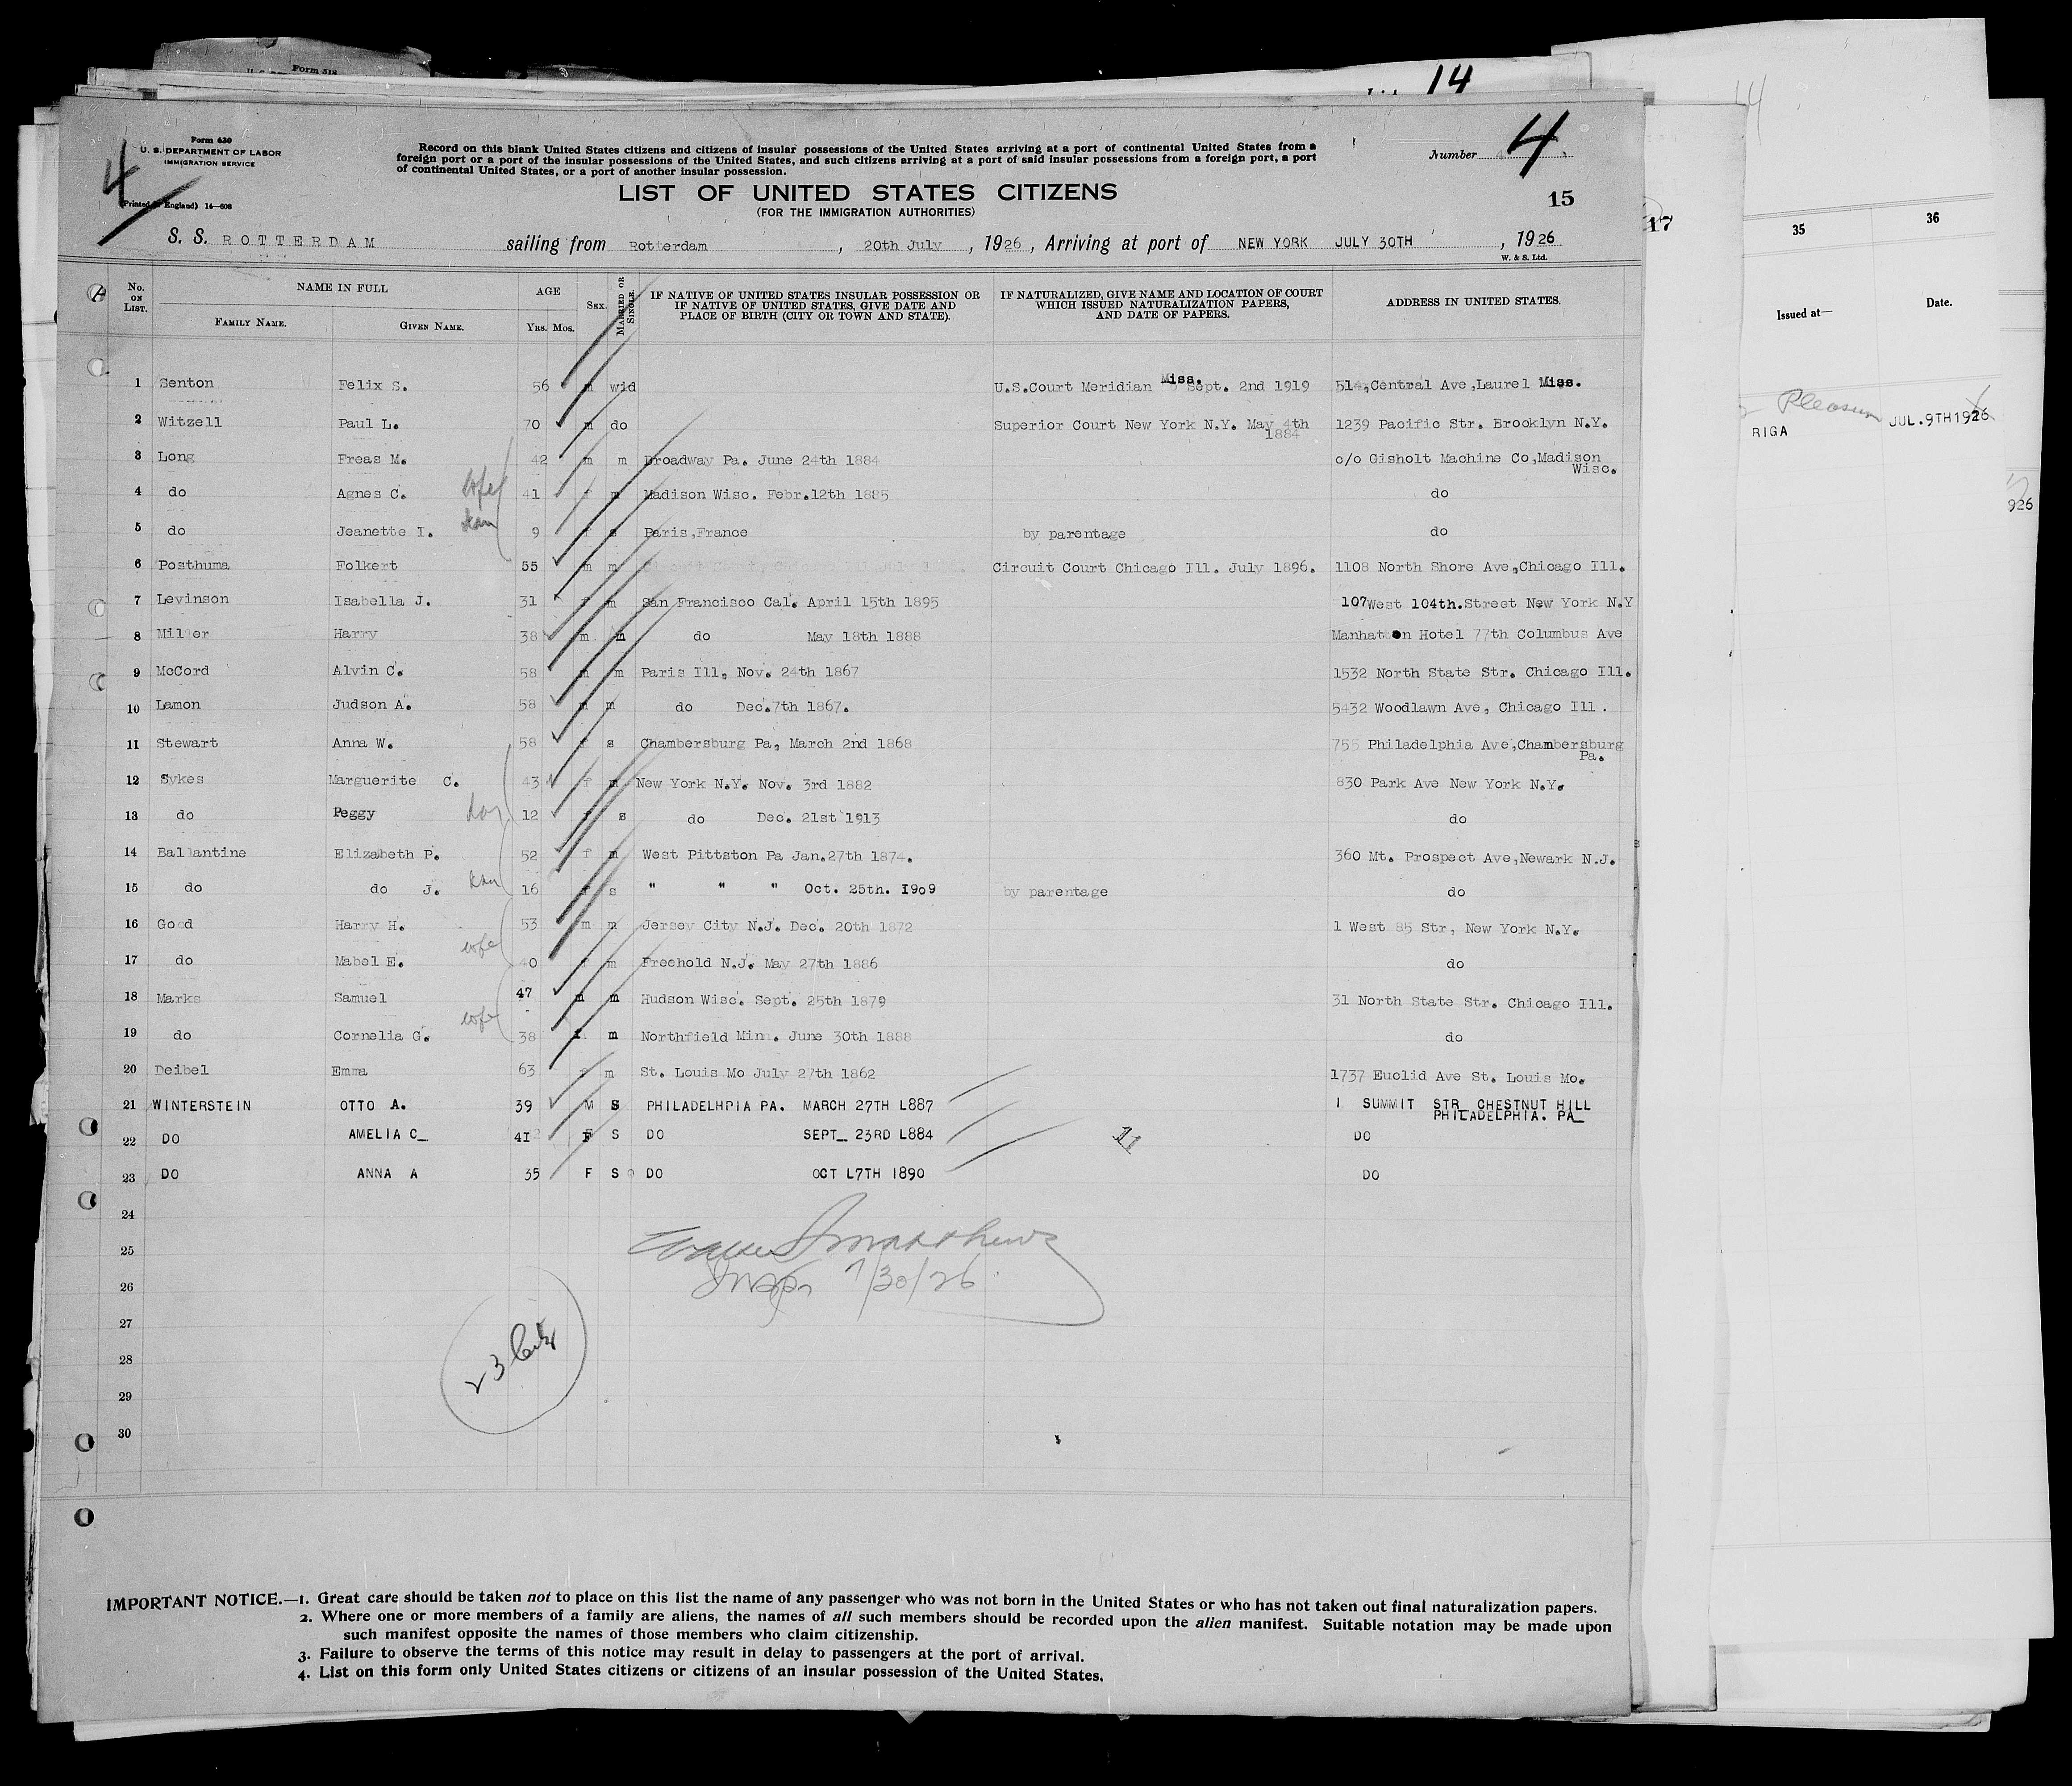 Form 518
14
Form 630
U. S. DEPARTMENT OF LABOR
IMMIGRATION SERVICE
(Printed in England) 14—608
4
Record on this blank United States citizens and citizens of insular possessions of the United States arriving at a port of continental United States from a
foreign port or a port of the insular possessions of the United States, and such citizens arriving at a port of said insular possessions from a foreign port, a port
of continental United States, or a port of another insular possession.
Number 4
LIST OF UNITED STATES CITIZENS
(FOR THE IMMIGRATION AUTHORITIES)
15
S. S. ROTTERDAM sailing from Rotterdam, 20th July, 1926, Arriving at port of NEW YORK JULY 30TH, 1926
W. & S. Ltd.
No. ON LIST. NAME IN FULL AGE SEX. MARRIED OR SINGLE. IF NATIVE OF UNITED STATES INSULAR POSSESSION OR IF NATIVE OF UNITED STATES, GIVE DATE AND PLACE OF BIRTH (CITY OR TOWN AND STATE). IF NATURALIZED, GIVE NAME AND LOCATION OF COURT WHICH ISSUED NATURALIZATION PAPERS, AND DATE OF PAPERS. ADDRESS IN UNITED STATES.
FAMILY NAME. GIVEN NAME. YRS. MOS.
1 Senton Felix S. 56 m wid U.S.Court Meridian Miss. Sept. 2nd 1919 514,Central Ave,Laurel Miss.
2 Witzell Paul L. 70 m do Superior Court New York N.Y. May 4th 1884 1239 Pacific Str. Brooklyn N.Y.
3 Long Freas M. 42 m m Broadway Pa. June 24th 1884 c/o Gisholt Machine Co,Madison Wisc.
4 do Agnes C. wife 41 f m Madison Wisc. Febr.12th 1885 do
5 do Jeanette I. 9 f s Paris,France by parentage do
6 Posthuma Folkert 55 m m Circuit Court Chicago Ill. July 1896. 1108 North Shore Ave,Chicago Ill.
7 Levinson Isabella J. 31 f m San Francisco Cal. April 15th 1895 107West 104th.Street New York N.Y
8 Miller Harry 38 m m do May 18th 1888 Manhatton Hotel 77th Columbus Ave
9 McCord Alvin C. 58 m m Paris Ill, Nov. 24th 1867 1532 North State Str. Chicago Ill.
10 Lamon Judson A. 58 m m do Dec.7th 1867. 5432 Woodlawn Ave, Chicago Ill.
11 Stewart Anna W. 58 f s Chambersburg Pa, March 2nd 1868 755 Philadelphia Ave,Chambersburg Pa.
12 Sykes Marguerite C. 43 f m New York N.Y. Nov. 3rd 1882 830 Park Ave New York N.Y.
13 do Peggy 12 f s do Dec. 21st 1913 do
14 Ballantine Elizabeth P. 52 f m West Pittston Pa Jan.27th 1874. 360 Mt. Prospect Ave,Newark N.J.
15 do do J. 16 f s " " " Oct. 25th. I909 by parentage do
16 Good Harry H. 53 m m Jersey City N.J. Dec. 20th 1872 1 West 85 Str, New York N.Y.
17 do Mabel E. wife 40 f m Freehold N.J. May 27th 1886 do
18 Marks Samuel 47 m m Hudson Wisc. Sept. 25th 1879 31 North State Str. Chicago Ill.
19 do Cornelia G. wife 38 f m Northfield Minn. June 30th 1888 do
20 Deibel Emma 63 f m St. Louis Mo July 27th 1862 1737 Euclid Ave St. Louis Mo.
21 WINTERSTEIN OTTO A. 39 M S PHILADELHPIA PA. MARCH 27TH L887 I SUMMIT STR CHESTNUT HILL PHILADELPHIA. PA_
22 DO AMELIA C_ 41 F S DO SEPT_ 23RD L884 11 DO
23 DO ANNA A 35 F S DO OCT L7TH 1890 DO
24
25
26
Inspr 7/30/26
27
28
29
30
IMPORTANT NOTICE.—1. Great care should be taken not to place on this list the name of any passenger who was not born in the United States or who has not taken out final naturalization papers.
2. Where one or more members of a family are aliens, the names of all such members should be recorded upon the alien manifest. Suitable notation may be made upon
such manifest opposite the names of those members who claim citizenship.
3. Failure to observe the terms of this notice may result in delay to passengers at the port of arrival.
4. List on this form only United States citizens or citizens of an insular possession of the United States.
17
35 36
Issued at— Date.
Pleasure
RIGA JUL.9TH1926
926